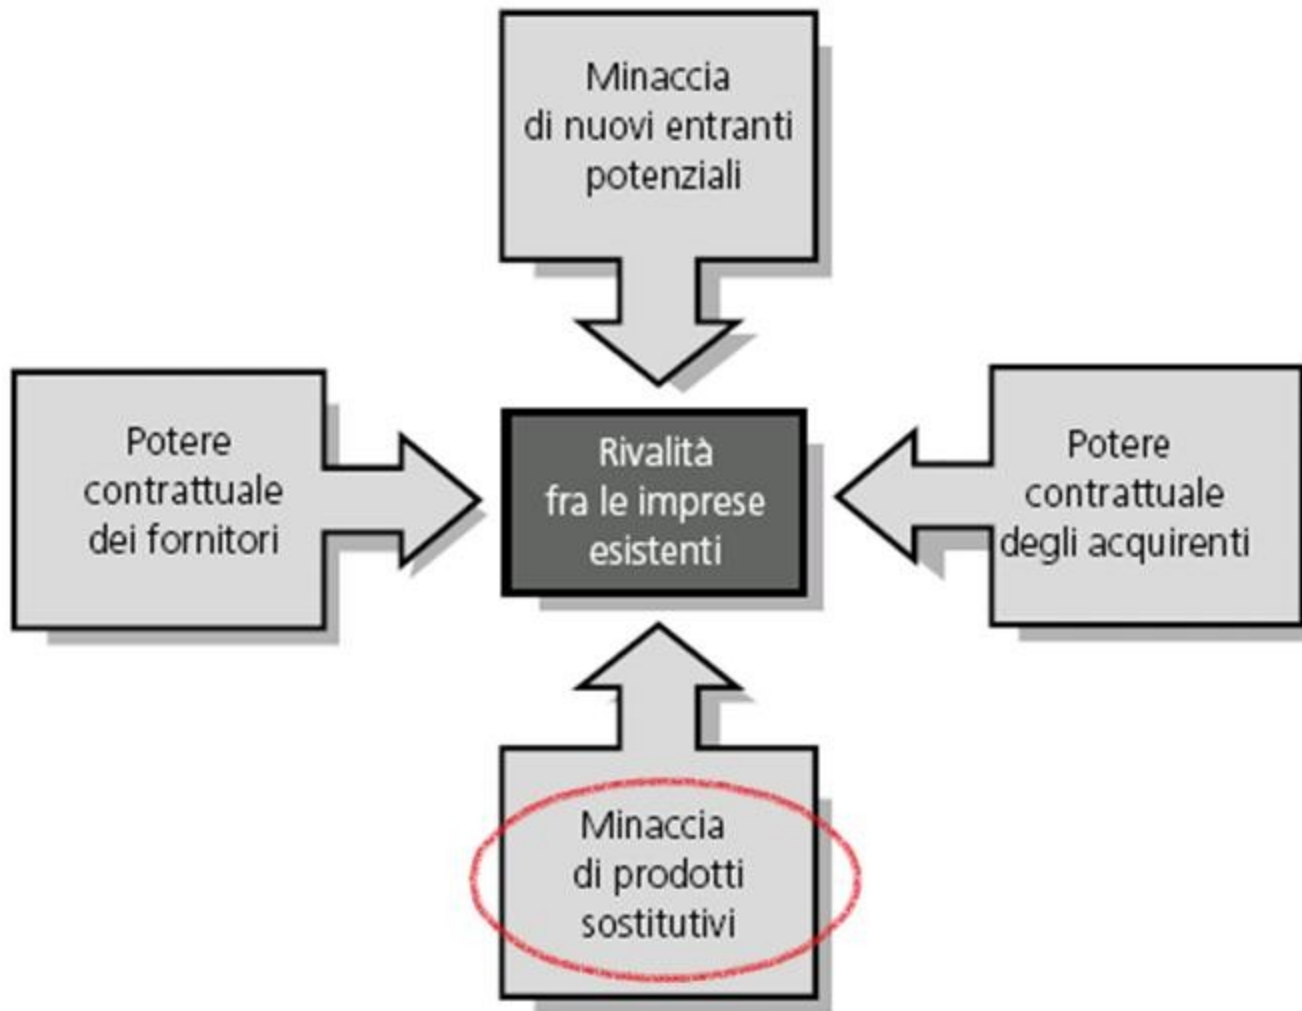 Minaccia
di nuovi entranti
potenziali
Potere
contrattuale
dei fornitori
Rivalità
fra le imprese
esistenti
Potere
contrattuale
degli acquirenti
Minaccia
di prodotti
sostitutivi